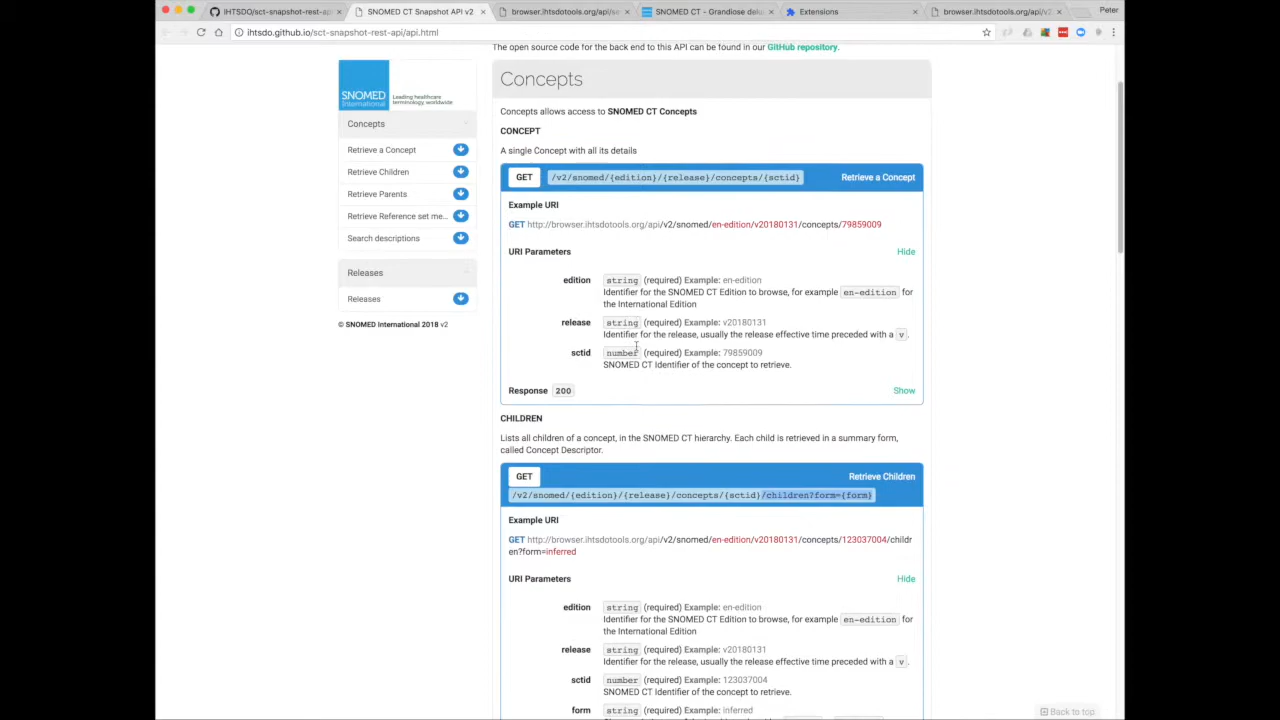 IHTSDO/sct-snapshot-rest-api
SNOMED CT Snapshot API v2
browser.ihtsdotools.org/api/se
SNOMED CT - Grandiose delu
Extensions
browser.ihtsdotools.org/api/v2
Peter
ihtsdo.github.io/sct-snapshot-rest-api/api.html
The open source code for the back end to this API can be found in our GitHub repository.
SNOMED
International
Leading healthcare
terminology, worldwide
Concepts
Retrieve a Concept
Retrieve Children
Retrieve Parents
Retrieve Reference set me...
Search descriptions
Releases
Releases
© SNOMED International 2018 v2
Concepts
Concepts allows access to SNOMED CT Concepts
CONCEPT
A single Concept with all its details
GET /v2/snomed/{edition}/{release}/concepts/{sctid} Retrieve a Concept
Example URI
GET http://browser.ihtsdotools.org/api/v2/snomed/en-edition/v20180131/concepts/79859009
URI Parameters Hide
edition string (required) Example: en-edition
Identifier for the SNOMED CT Edition to browse, for example en-edition for
the International Edition
release string (required) Example: v20180131
Identifier for the release, usually the release effective time preceded with a v.
sctid number (required) Example: 79859009
SNOMED CT Identifier of the concept to retrieve.
Response 200 Show
CHILDREN
Lists all children of a concept, in the SNOMED CT hierarchy. Each child is retrieved in a summary form,
called Concept Descriptor.
GET Retrieve Children
/v2/snomed/{edition}/{release}/concepts/{sctid}/children?form={form}
Example URI
GET http://browser.ihtsdotools.org/api/v2/snomed/en-edition/v20180131/concepts/123037004/childr
en?form=inferred
URI Parameters Hide
edition string (required) Example: en-edition
Identifier for the SNOMED CT Edition to browse, for example en-edition for
the International Edition
release string (required) Example: v20180131
Identifier for the release, usually the release effective time preceded with a v.
sctid number (required) Example: 123037004
SNOMED CT Identifier of the concept to retrieve.
form string (required) Example: inferred
Back to top